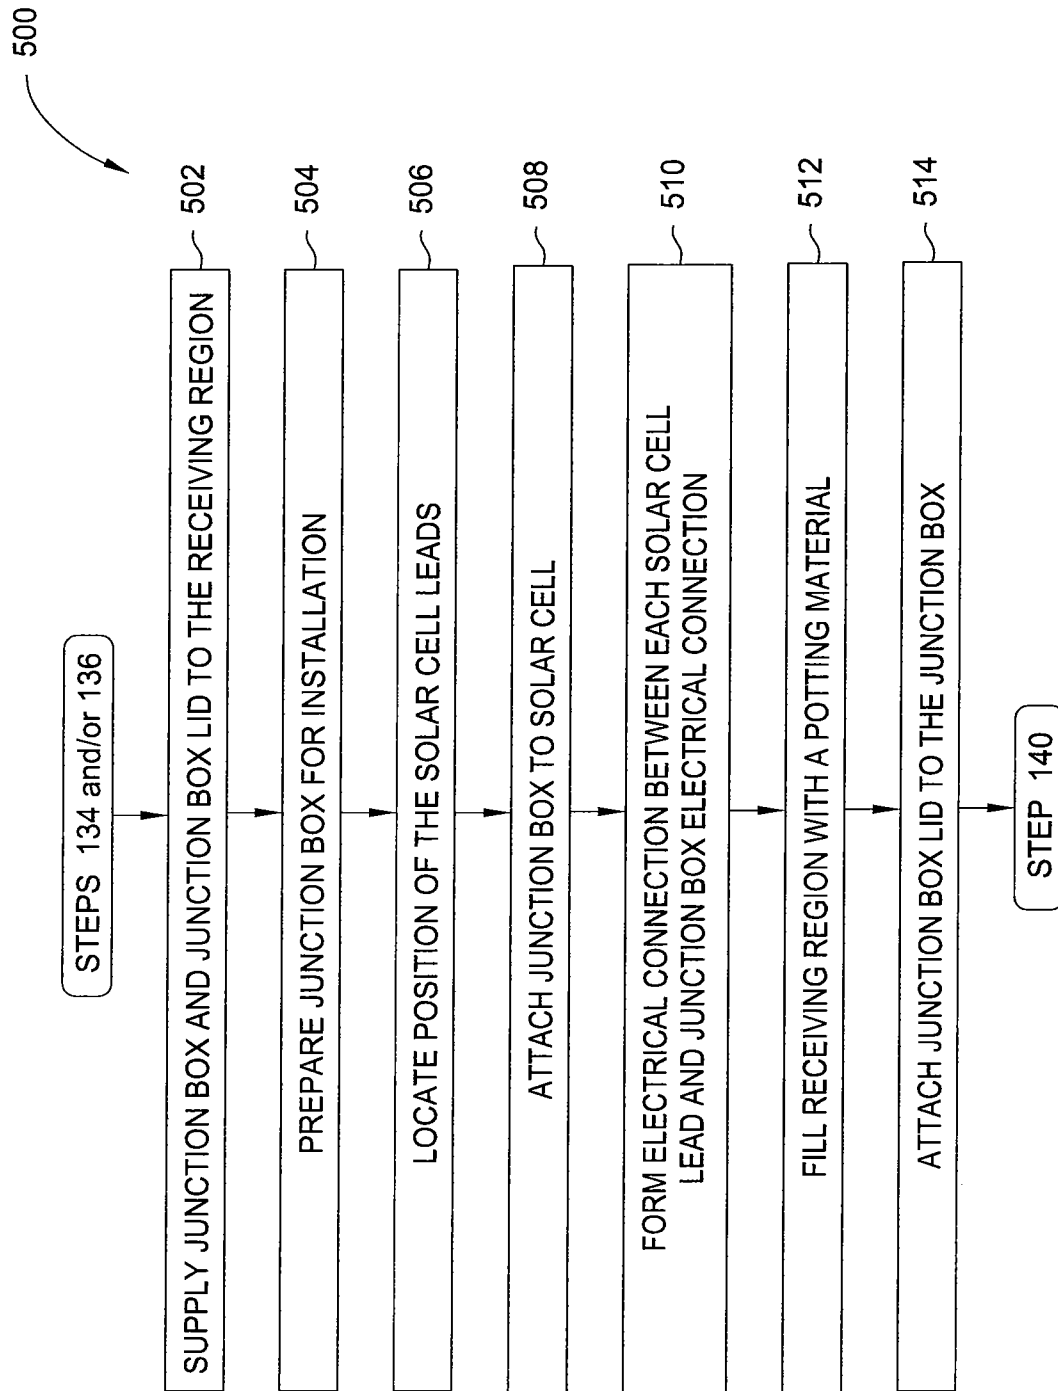 500
STEPS 134 and/or 136
SUPPLY JUNCTION BOX AND JUNCTION BOX LID TO THE RECEIVING REGION
502
PREPARE JUNCTION BOX FOR INSTALLATION
504
LOCATE POSITION OF THE SOLAR CELL LEADS
506
ATTACH JUNCTION BOX TO SOLAR CELL
508
FORM ELECTRICAL CONNECTION BETWEEN EACH SOLAR CELL
LEAD AND JUNCTION BOX ELECTRICAL CONNECTION
510
FILL RECEIVING REGION WITH A POTTING MATERIAL
512
ATTACH JUNCTION BOX LID TO THE JUNCTION BOX
514
STEP 140